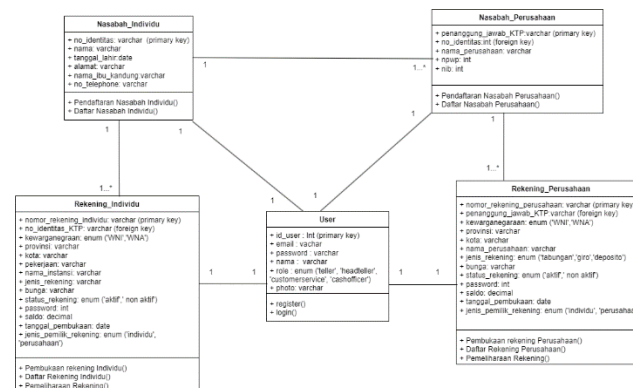 Nasabah_Individu
+ no_identitas: varchar (primary key)
+ nama: varchar
+ tanggal_lahir:date
+ alamat: varchar
+ nama_ibu_kandung:varchar
+ no_telephone: varchar
+ Pendaftaran Nasabah Individu()
+ Daftar Nasabah Individu()
Nasabah_Perusahaan
+ penanggung_jawab_KTP:varchar (primary key)
+ no_identitas:int (foreign key)
+ nama_perusahaan: varchar
+ npwp: int
+ nib: int
+ Pendaftaran Nasabah Perusahaan()
+ Daftar Nasabah Perusahaan()
1
1...*
1
1
1
1
1...*
1...*
1
1
Rekening_Individu
+ nomor_rekening_individu: varchar (primary key)
+ no_identitas_KTP: varchar (foreign key)
+ kewarganegraan: enum ('WNI','WNA')
+ provinsi: varchar
+ kota: varchar
+ pekerjaan: varchar
+ nama_instansi: varchar
+ jenis_rekening: varchar
+ bunga: varchar
+ status_rekening: enum ('aktif',' non aktif')
+ password: int
+ saldo: decimal
+ tanggal_pembukaan: date
+ jenis_pemilik_rekening: enum ('individu',
'perusahaan')
+ Pembukaan rekening Individu()
+ Daftar Rekening Individu()
+ Pemeliharaan Rekening()
1
1
User
+ id_user : Int (primary key)
+ email : varchar
+ password : varchar
+ nama : varchar
+ role : enum ('teller', 'headteller',
'customerservice', 'cashofficer')
+ photo: varchar
+ register()
+ login()
1
1
Rekening_Perusahaan
+ nomor_rekening_perusahaan: varchar (primary key)
+ penanggung_jawab_KTP:varchar (foreign key)
+ kewarganegaraan: enum ('WNI','WNA')
+ provinsi: varchar
+ kota: varchar
+ nama_perusahaan: varchar
+ jenis_rekening: enum ('tabungan','giro','deposito')
+ bunga: varchar
+ status_rekening: enum ('aktif',' non aktif')
+ password: int
+ saldo: decimal
+ tanggal_pembukaan: date
+ jenis_pemilik_rekening: enum ('individu',
+ Pembukaan rekening Perusahaan()
+ Daftar Rekening Perusahaan()
+ Pemeliharaan Rekening()